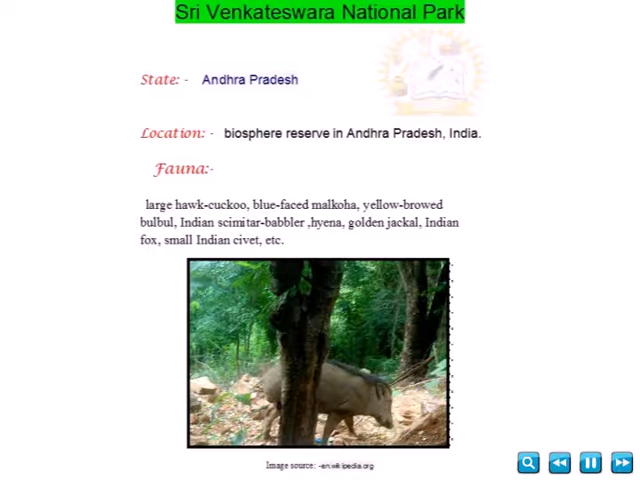 Sri Venkateswara National Park
State: - Andhra Pradesh
Location: - biosphere reserve in Andhra Pradesh, India.
Fauna:-
large hawk-cuckoo, blue-faced malkoha, yellow-browed
bulbul, Indian scimitar-babbler ,hyena, golden jackal, Indian
fox, small Indian civet, etc.
Image source: -en.wikipedia.org